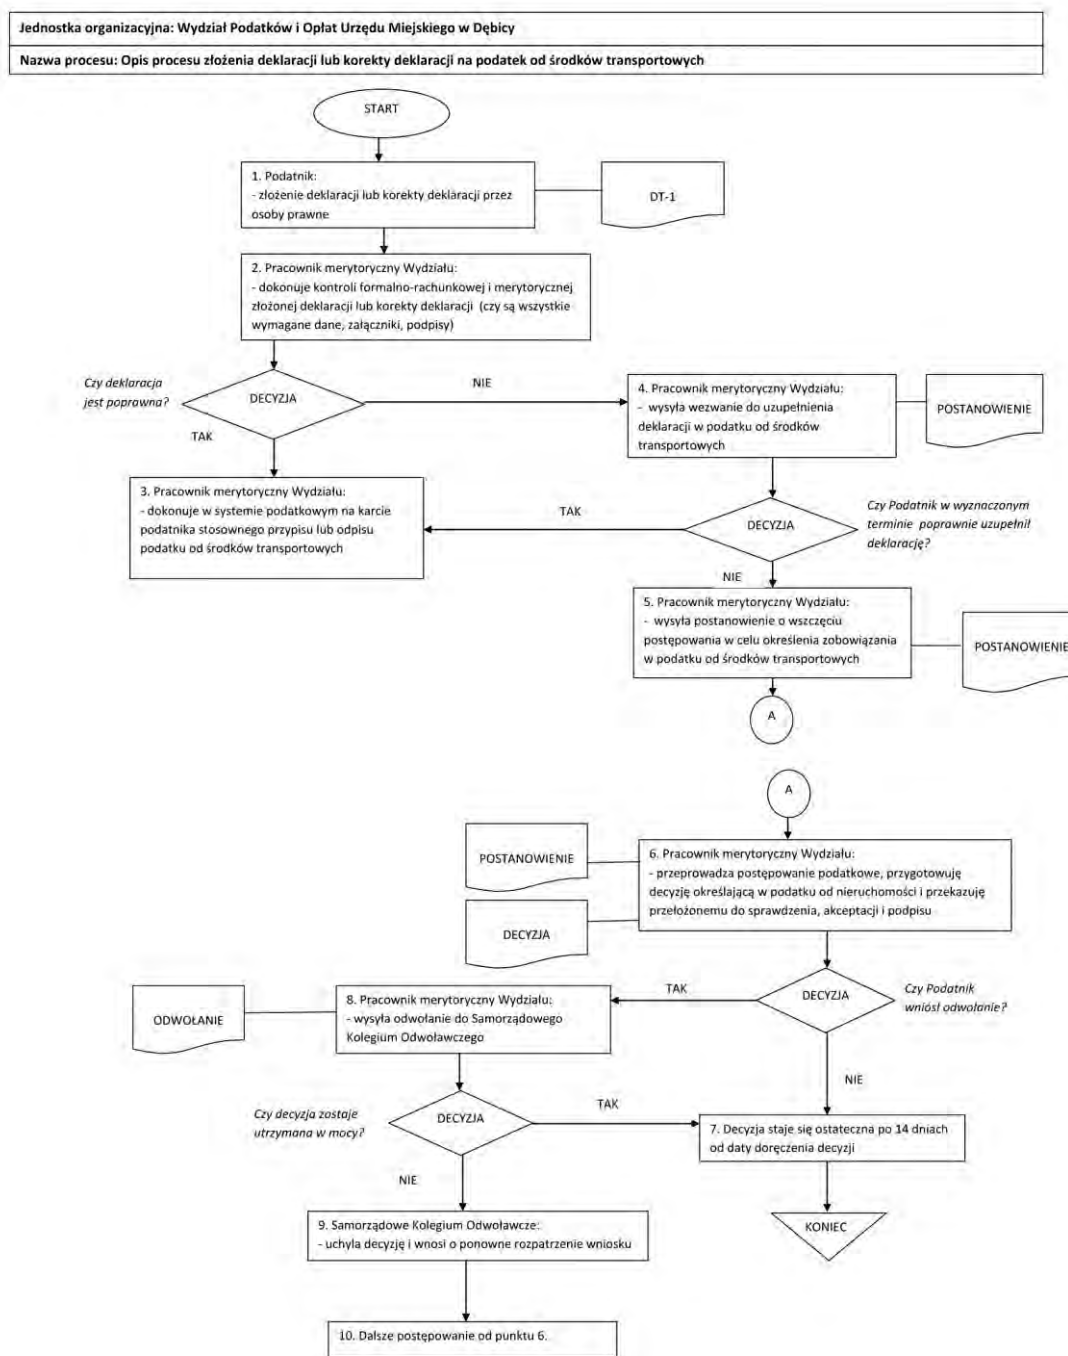 Jednostka organizacyjna: Wydział Podatków i Opłat Urzędu Miejskiego w Dębicy
Nazwa procesu: Opis procesu złożenia deklaracji lub korekty deklaracji na podatek od środków transportowych
START
1. Podatnik:
- złożenie deklaracji lub korekty deklaracji przez
osoby prawne
DT-1
2. Pracownik merytoryczny Wydziału:
- dokonuje kontroli formalno-rachunkowej i merytorycznej
złożonej deklaracji lub korekty deklaracji (czy są wszystkie
wymagane dane, załączniki, podpisy)
Czy deklaracja
jest poprawna?
DECYZJA
NIE
TAK
4. Pracownik merytoryczny Wydziału:
- wysyła wezwanie do uzupełnienia
deklaracji w podatku od środków
transportowych
POSTANOWIENIE
3. Pracownik merytoryczny Wydziału:
- dokonuje w systemie podatkowym na karcie
podatnika stosownego przypisu lub odpisu
podatku od środków transportowych
TAK
DECYZJA
Czy Podatnik w wyznaczonym
terminie poprawnie uzupełnił
deklarację?
NIE
5. Pracownik merytoryczny Wydziału:
- wysyła postanowienie o wszczęciu
postępowania w celu określenia zobowiązania
w podatku od środków transportowych
POSTANOWIENIE
A
A
POSTANOWIENIE
DECYZJA
6. Pracownik merytoryczny Wydziału:
- przeprowadza postępowanie podatkowe, przygotowuję
decyzję określającą w podatku od nieruchomości i przekazuję
przełożonemu do sprawdzenia, akceptacji i podpisu
DECYZJA
Czy Podatnik
wniósł odwołanie?
TAK
NIE
ODWOŁANIE
8. Pracownik merytoryczny Wydziału:
- wysyła odwołanie do Samorządowego
Kolegium Odwoławczego
Czy decyzja zostaje
utrzymana w mocy?
DECYZJA
TAK
NIE
7. Decyzja staje się ostateczna po 14 dniach
od daty doręczenia decyzji
KONIEC
9. Samorządowe Kolegium Odwoławcze:
- uchyla decyzję i wnosi o ponowne rozpatrzenie wniosku
10. Dalsze postępowanie od punktu 6.